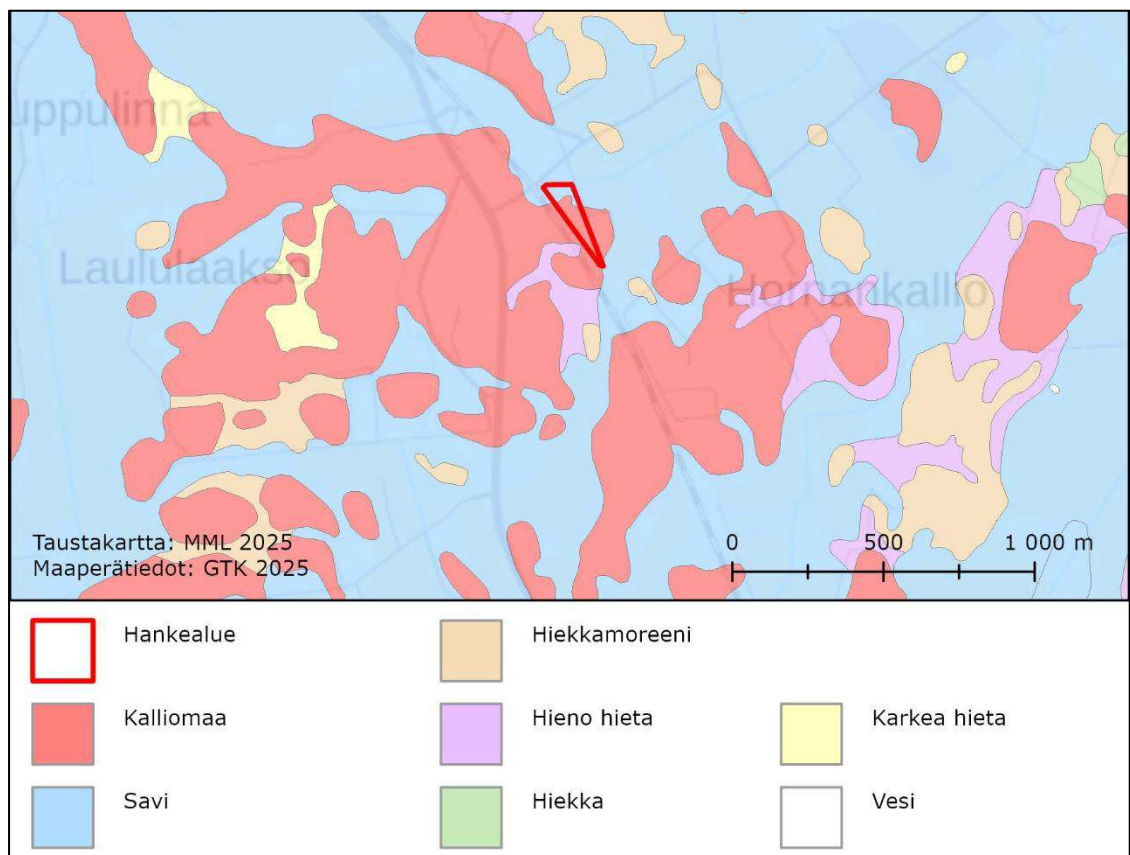 uppulinna
Laululaakso
Hornankallio
Taustakartta: MML 2025
Maaperätiedot: GTK 2025
0 500 1 000 m
Hankealue
Hiekkamoreeni
Kalliomaa
Hieno hieta
Karkea hieta
Savi
Hiekka
Vesi